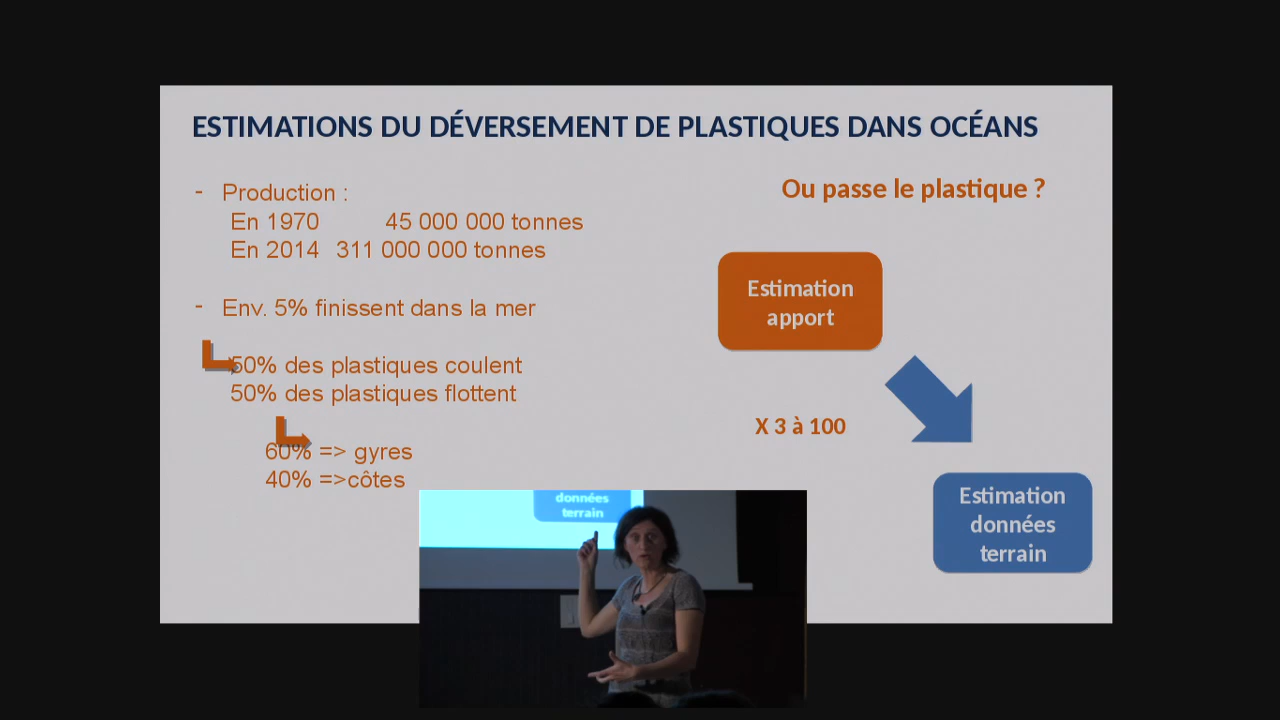 ESTIMATIONS DU DÉVERSEMENT DE PLASTIQUES DANS OCÉANS
- Production :
En 1970 45 000 000 tonnes
En 2014 311 000 000 tonnes
- Env. 5% finissent dans la mer
50% des plastiques coulent
50% des plastiques flottent
60% => gyres
40% =>côtes
Ou passe le plastique ?
Estimation
apport
X 3 à 100
Estimation
données
terrain
données
terrain